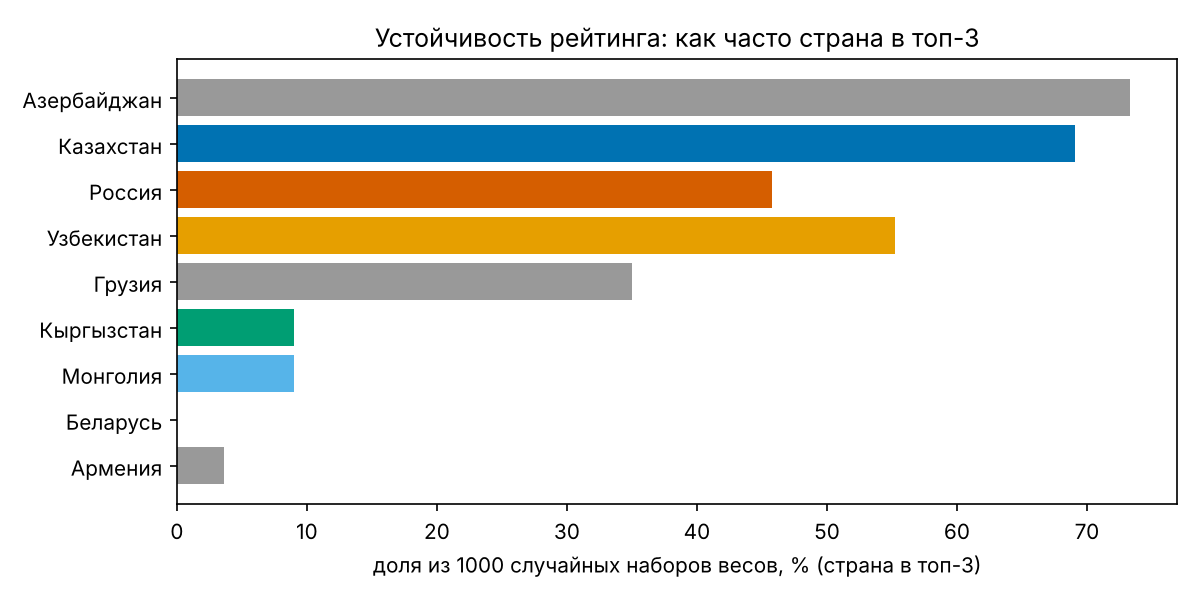 Устойчивость рейтинга: как часто страна в топ-3
Азербайджан
Казахстан
Россия
Узбекистан
Грузия
Кыргызстан
Монголия
Беларусь
Армения
0 10 20 30 40 50 60 70
доля из 1000 случайных наборов весов, % (страна в топ-3)